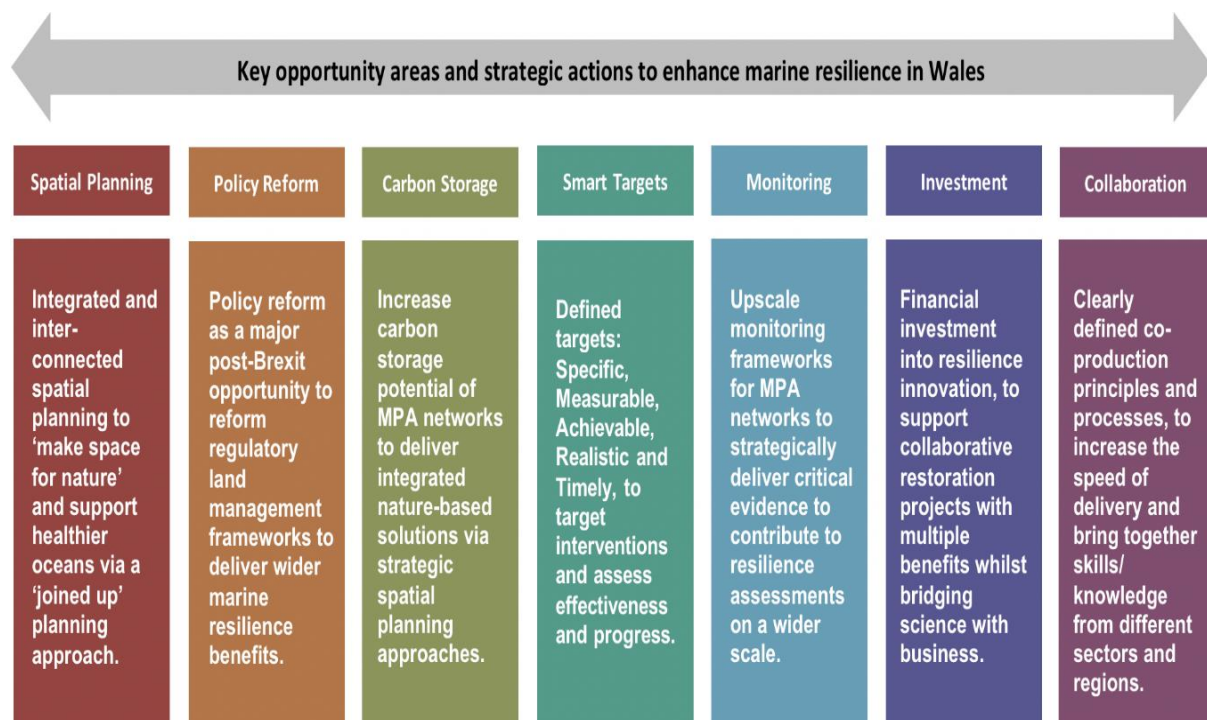 Key opportunity areas and strategic actions to enhance marine resilience in Wales
Spatial Planning
Policy Reform
Carbon Storage
Smart Targets
Monitoring
Investment
Collaboration
Integrated and
inter-
connected
spatial
planning to
‘make space
for nature’
and support
healthier
oceans via a
‘joined up’
planning
approach.
Policy reform
as a major
post-Brexit
opportunity to
reform
regulatory
land
management
frameworks to
deliver wider
marine
resilience
benefits.
Increase
carbon
storage
potential of
MPA networks
to deliver
integrated
nature-based
solutions via
strategic
spatial
planning
approaches.
Defined
targets:
Specific,
Measurable,
Achievable,
Realistic and
Timely, to
target
interventions
and assess
effectiveness
and progress.
Upscale
monitoring
frameworks
for MPA
networks to
strategically
deliver critical
evidence to
contribute to
resilience
assessments
on a wider
scale.
Financial
investment
into resilience
innovation, to
support
collaborative
restoration
projects with
multiple
benefits whilst
bridging
science with
business.
Clearly
defined co-
production
principles and
processes, to
increase the
speed of
delivery and
bring together
skills/
knowledge
from different
sectors and
regions.